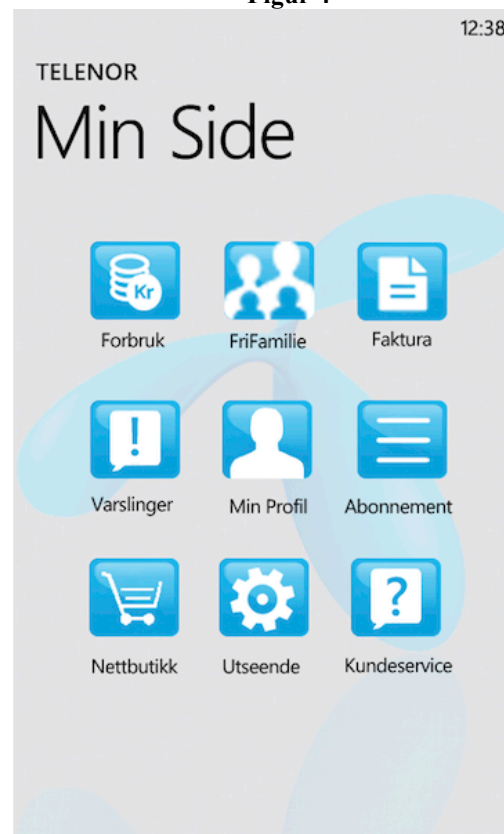 12:38
TELENOR
Min Side
Kr
Forbruk FriFamilie Faktura
Varslinger Min Profil Abonnement
Nettbutikk Utseende Kundeservice